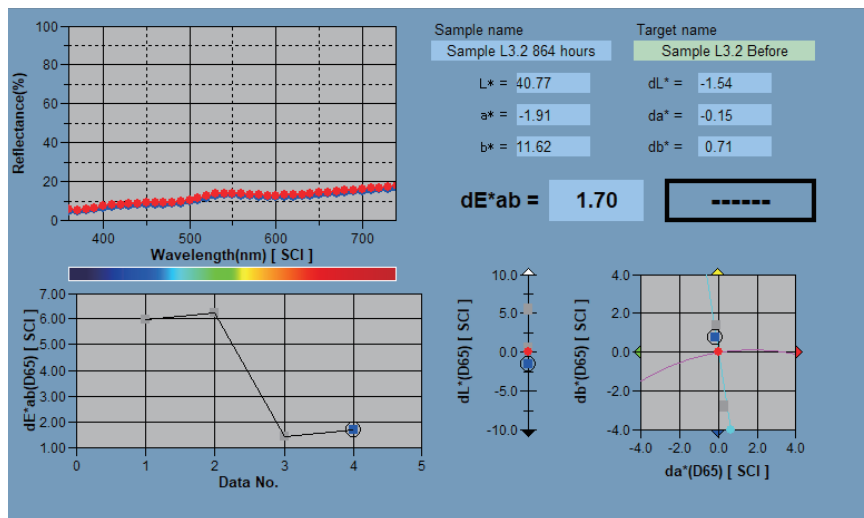 Sample name
Target name
Sample L3.2 864 hours
Sample L3.2 Before
L* = 40.77
dL* = -1.54
a* = -1.91
da* = -0.15
b* = 11.62
db* = 0.71
dE*ab = 1.70
------
Reflectance(%)
100
80
60
40
20
0
400 500 600 700
Wavelength(nm) [ SCI ]
dE*ab(D65) [ SCI ]
7.00
6.00
5.00
4.00
3.00
2.00
1.00
0 1 2 3 4 5
Data No.
dL*(D65) [ SCI ]
10.0
5.0
0.0
-5.0
-10.0
db*(D65) [ SCI ]
4.0
2.0
0.0
-2.0
-4.0
-4.0 -2.0 0.0 2.0 4.0
da*(D65) [ SCI ]